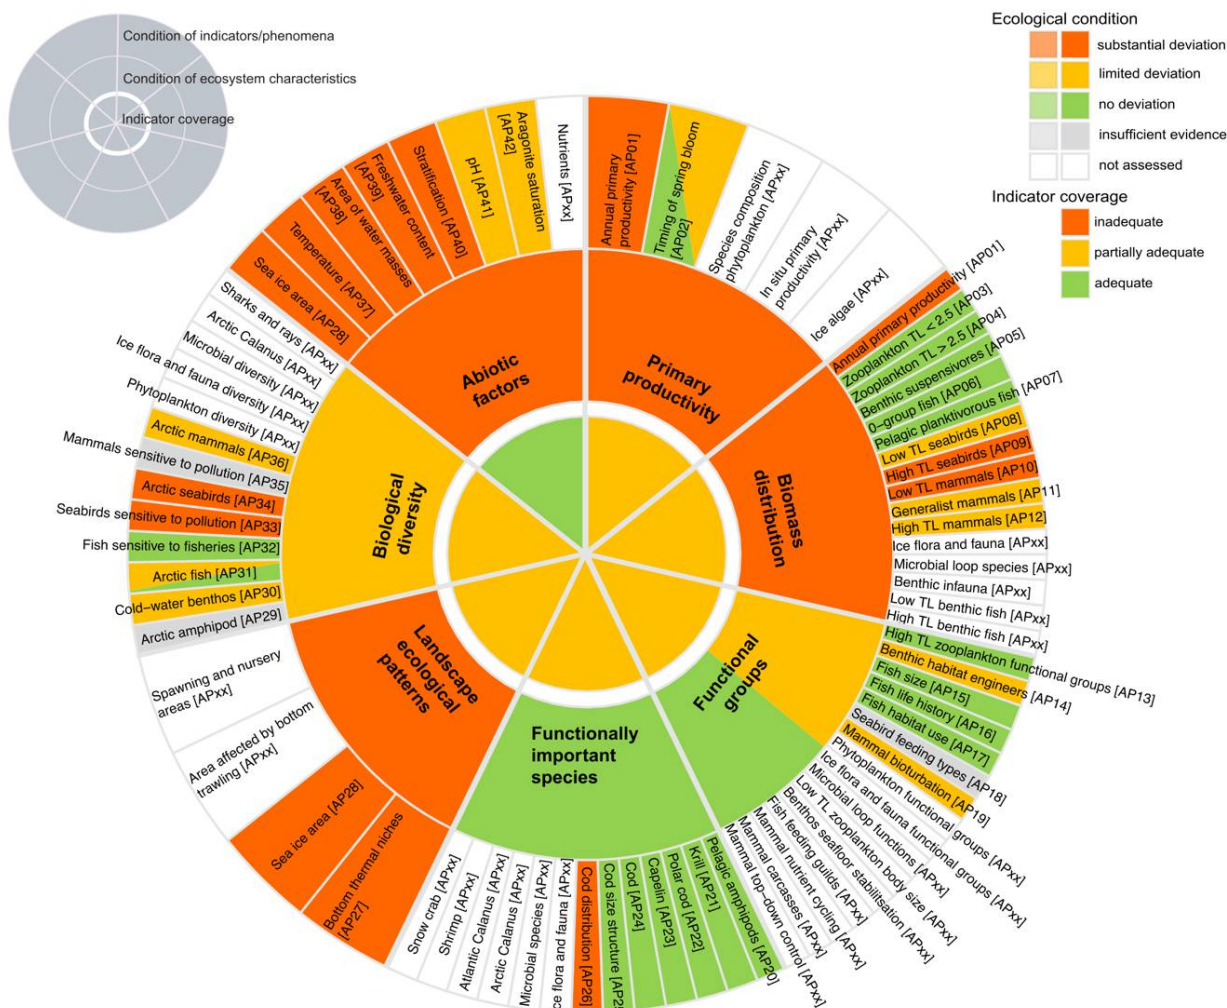 Condition of indicators/phenomena
Condition of ecosystem characteristics
Indicator coverage
Ecological condition
substantial deviation
limited deviation
no deviation
insufficient evidence
not assessed
Indicator coverage
inadequate
partially adequate
adequate
Primary
productivity
Biomass
distribution
Functional
groups
Functionally
important
species
Landscape
ecological
patterns
Biological
diversity
Abiotic
factors
Annual primary
productivity [AP01]
Timing of spring bloom
[AP02]
Species composition
phytoplankton [APxx]
In situ primary
productivity [APxx]
Ice algae [APxx]
Annual primary productivity [AP01]
Zooplankton TL < 2.5 [AP03]
Zooplankton TL > 2.5 [AP04]
Benthic suspensivores [AP05]
0−group fish [AP06]
Pelagic planktivorous fish [AP07]
Low TL seabirds [AP08]
High TL seabirds [AP09]
Low TL mammals [AP10]
Generalist mammals [AP11]
High TL mammals [AP12]
Ice flora and fauna [APxx]
Microbial loop species [APxx]
Benthic infauna [APxx]
Low TL benthic fish [APxx]
High TL benthic fish [APxx]
High TL zooplankton functional groups [AP13]
Benthic habitat engineers [AP14]
Fish size [AP15]
Fish life history [AP16]
Fish habitat use [AP17]
Seabird feeding types [AP18]
Mammal bioturbation [AP19]
Phytoplankton functional groups [APxx]
Ice flora and fauna functional groups [APxx]
Microbial loop functions [APxx]
Low TL zooplankton body size [APxx]
Benthos seafloor stabilitsation [APxx]
Fish feeding guilds [APxx]
Mammal nutrient cycling [APxx]
Mammal carcasses [APxx]
Mammal top−down control [APxx]
Pelagic amphipods [AP20]
Krill [AP21]
Polar cod [AP22]
Capelin [AP23]
Cod [AP24]
Cod size structure
Cod distribution [AP26]
Ice flora and fauna [APxx]
Microbial species [APxx]
Arctic Calanus [APxx]
Atlantic Calanus [APxx]
Shrimp [APxx]
Snow crab [APxx]
Bottom thermal niches
[AP27]
Sea ice area [AP28]
Area affected by bottom
trawling [APxx]
Spawning and nursery
areas [APxx]
Arctic amphipod [AP29]
Cold−water benthos [AP30]
Arctic fish [AP31]
Fish sensitive to fisheries [AP32]
Seabirds sensitive to pollution [AP33]
Arctic seabirds [AP34]
Mammals sensitive to pollution [AP35]
Arctic mammals [AP36]
Phytoplankton diversity [APxx]
Ice flora and fauna diversity [APxx]
Microbial diversity [APxx]
Arctic Calanus [APxx]
Sharks and rays [APxx]
Sea ice area [AP28]
Temperature [AP37]
Area of water masses
[AP38]
Freshwater content
[AP39]
Stratification [AP40]
pH [AP41]
Aragonite saturation
[AP42]
Nutrients [APxx]